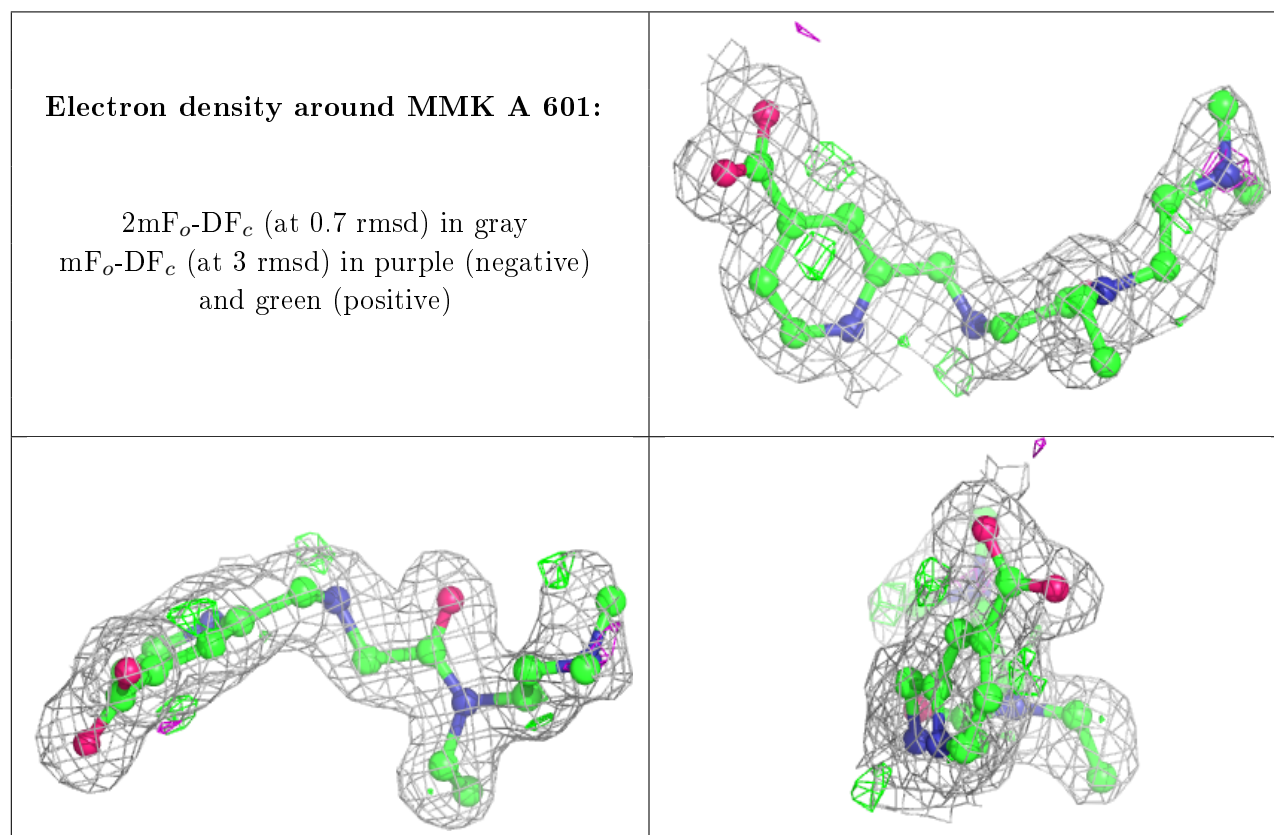 Electron density around MMK A 601:
2mFₒ-DF𝒸 (at 0.7 rmsd) in gray
mFₒ-DF𝒸 (at 3 rmsd) in purple (negative)
and green (positive)